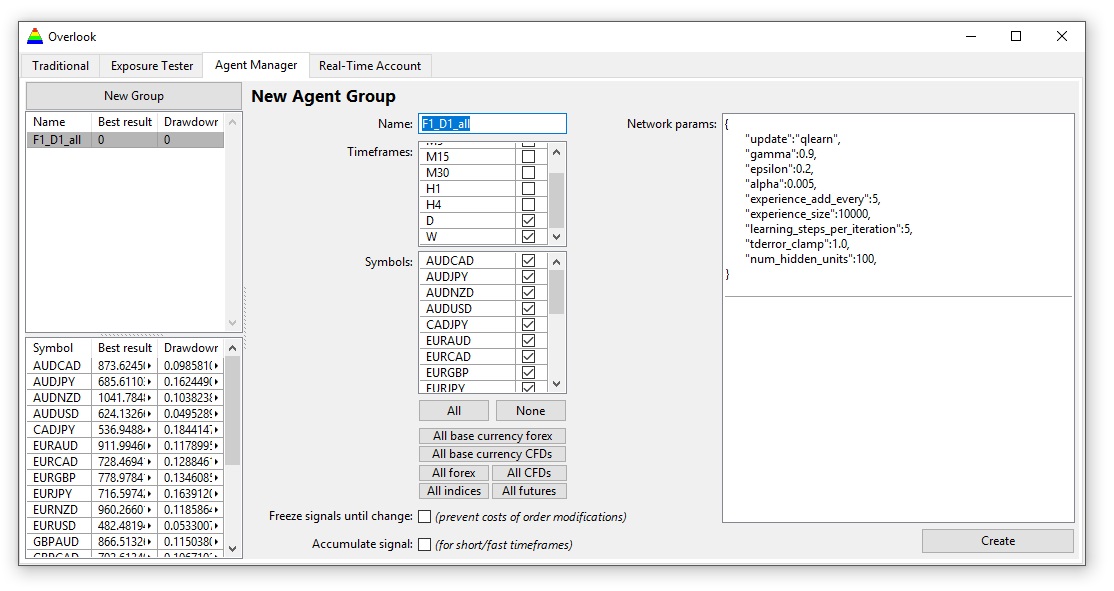 Overlook
Traditional Exposure Tester Agent Manager Real-Time Account
New Group
Name Best result Drawdown
F1_D1_all 0 0
Symbol Best result Drawdown
AUDCAD 873.6245 0.098581
AUDJPY 685.6110 0.162449
AUDNZD 1041.784 0.103823
AUDUSD 624.1326 0.049528
CADJPY 536.9488 0.184414
EURAUD 911.9946 0.117899
EURCAD 728.4694 0.128846
EURGBP 778.9784 0.134608
EURJPY 716.5974 0.163912
EURNZD 960.2660 0.118586
EURUSD 482.4819 0.053300
GBPAUD 866.5132 0.115038
New Agent Group
Name: F1_D1_all
Timeframes:
M15
M30
H1
H4
D
W
Symbols:
AUDCAD
AUDJPY
AUDNZD
AUDUSD
CADJPY
EURAUD
EURCAD
EURGBP
EURJPY
All None
All base currency forex
All base currency CFDs
All forex All CFDs
All indices All futures
Freeze signals until change: (prevent costs of order modifications)
Accumulate signal: (for short/fast timeframes)
Network params:
{
"update":"qlearn",
"gamma":0.9,
"epsilon":0.2,
"alpha":0.005,
"experience_add_every":5,
"experience_size":10000,
"learning_steps_per_iteration":5,
"tderror_clamp":1.0,
"num_hidden_units":100,
}
Create